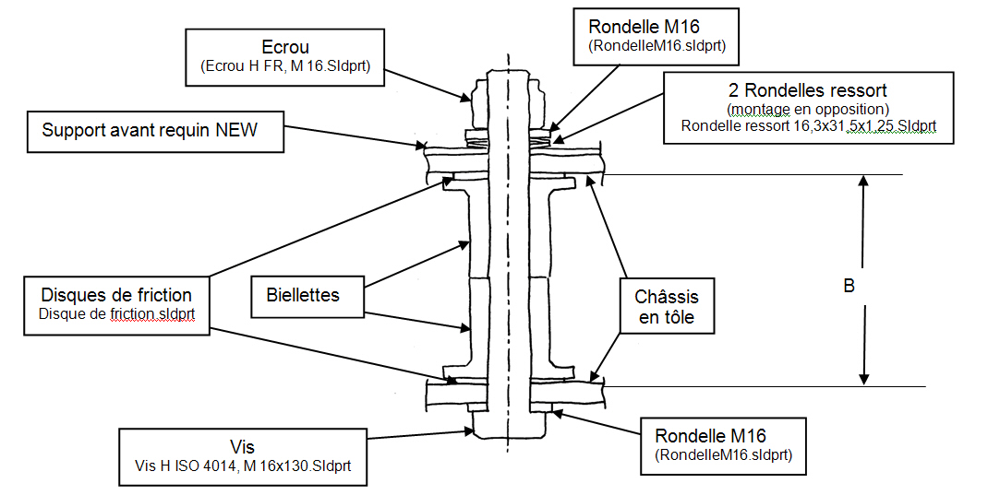 Rondelle M16
(RondelleM16.sldprt)
Ecrou
(Ecrou H FR, M 16.Sldprt)
2 Rondelles ressort
(montage en opposition)
Rondelle ressort 16,3x31,5x1,25.Sldprt
Support avant requin NEW
Disques de friction
Disque de friction.sldprt
Biellettes
Châssis
en tôle
B
Rondelle M16
(RondelleM16.sldprt)
Vis
Vis H ISO 4014, M 16x130.Sldprt